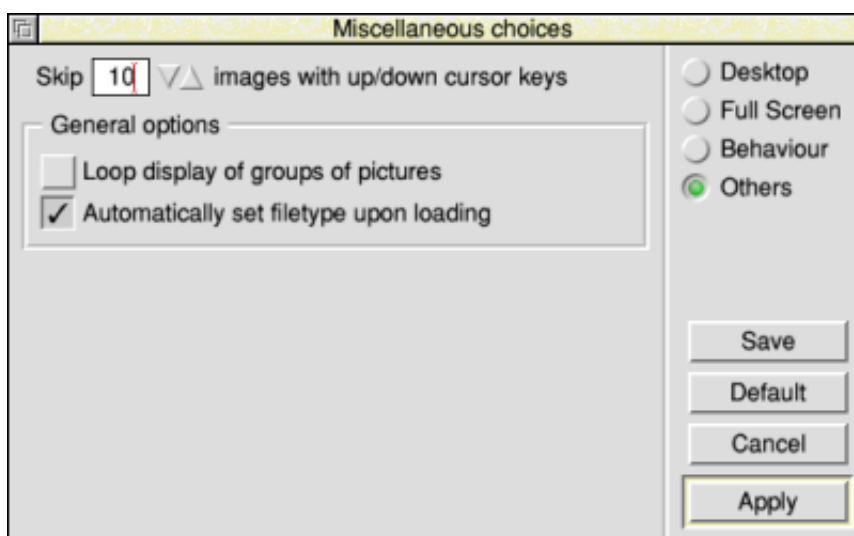 Miscellaneous choices
Skip 10 images with up/down cursor keys
General options
Loop display of groups of pictures
Automatically set filetype upon loading
Desktop
Full Screen
Behaviour
Others
Save
Default
Cancel
Apply